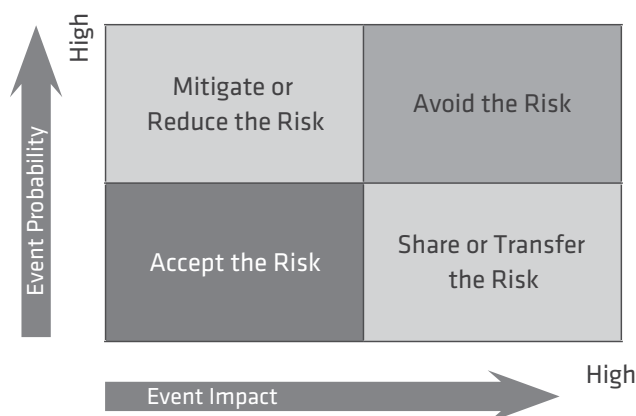 High
Event Probability
Mitigate or
Reduce the Risk
Avoid the Risk
Accept the Risk
Share or Transfer
the Risk
High
Event Impact